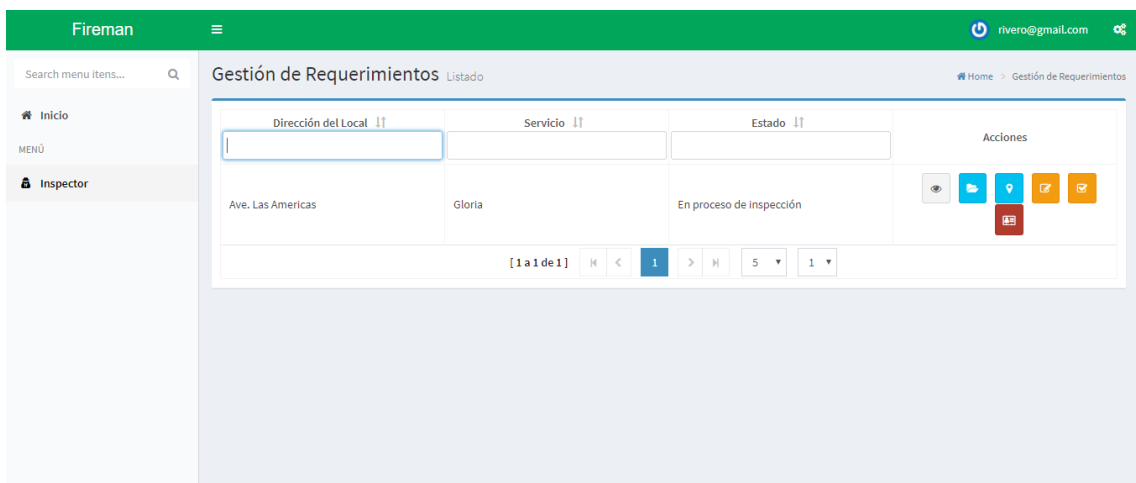 Fireman
rivero@gmail.com
Search menu itens...
Gestión de Requerimientos Listado
Home > Gestión de Requerimientos
Inicio
MENÚ
Inspector
Dirección del Local Servicio Estado Acciones
Ave. Las Americas Gloria En proceso de inspección
[ 1 a 1 de 1 ] 1 5 1